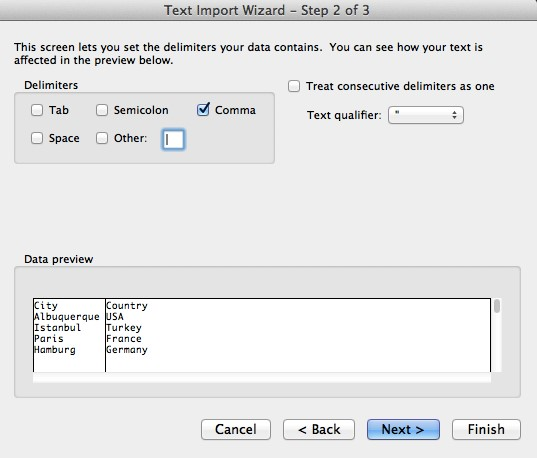 Text Import Wizard – Step 2 of 3
This screen lets you set the delimiters your data contains.  You can see how your text is
affected in the preview below.
Delimiters
Tab Semicolon Comma
Space Other:
Treat consecutive delimiters as one
Text qualifier: "
Data preview
City Country
Albuquerque USA
Istanbul Turkey
Paris France
Hamburg Germany
Cancel < Back Next > Finish